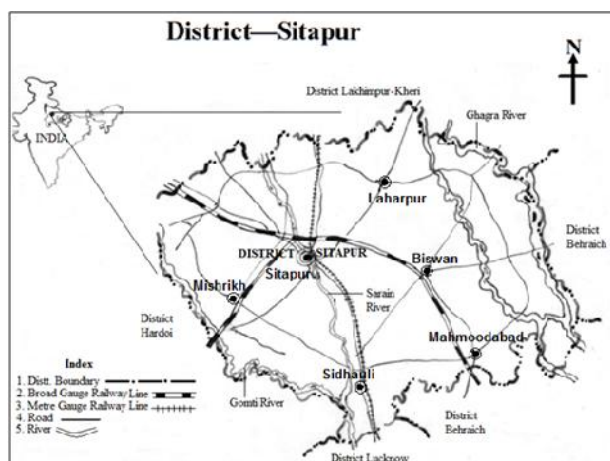 District—Sitapur
N
District Lakhimpur-Kheri
Ghagra River
INDIA
Laharpur
District Behraich
DISTRICT SITAPUR
Sitapur
Biswan
Mishrikh
Sarain River
District Hardoi
Mahmoodabad
Index
1. Distt. Boundary
2. Broad Gauge Railway Line
3. Metre Gauge Railway Line
4. Road
5. River
Sidhauli
Gomti River
District Behraich
District Lucknow